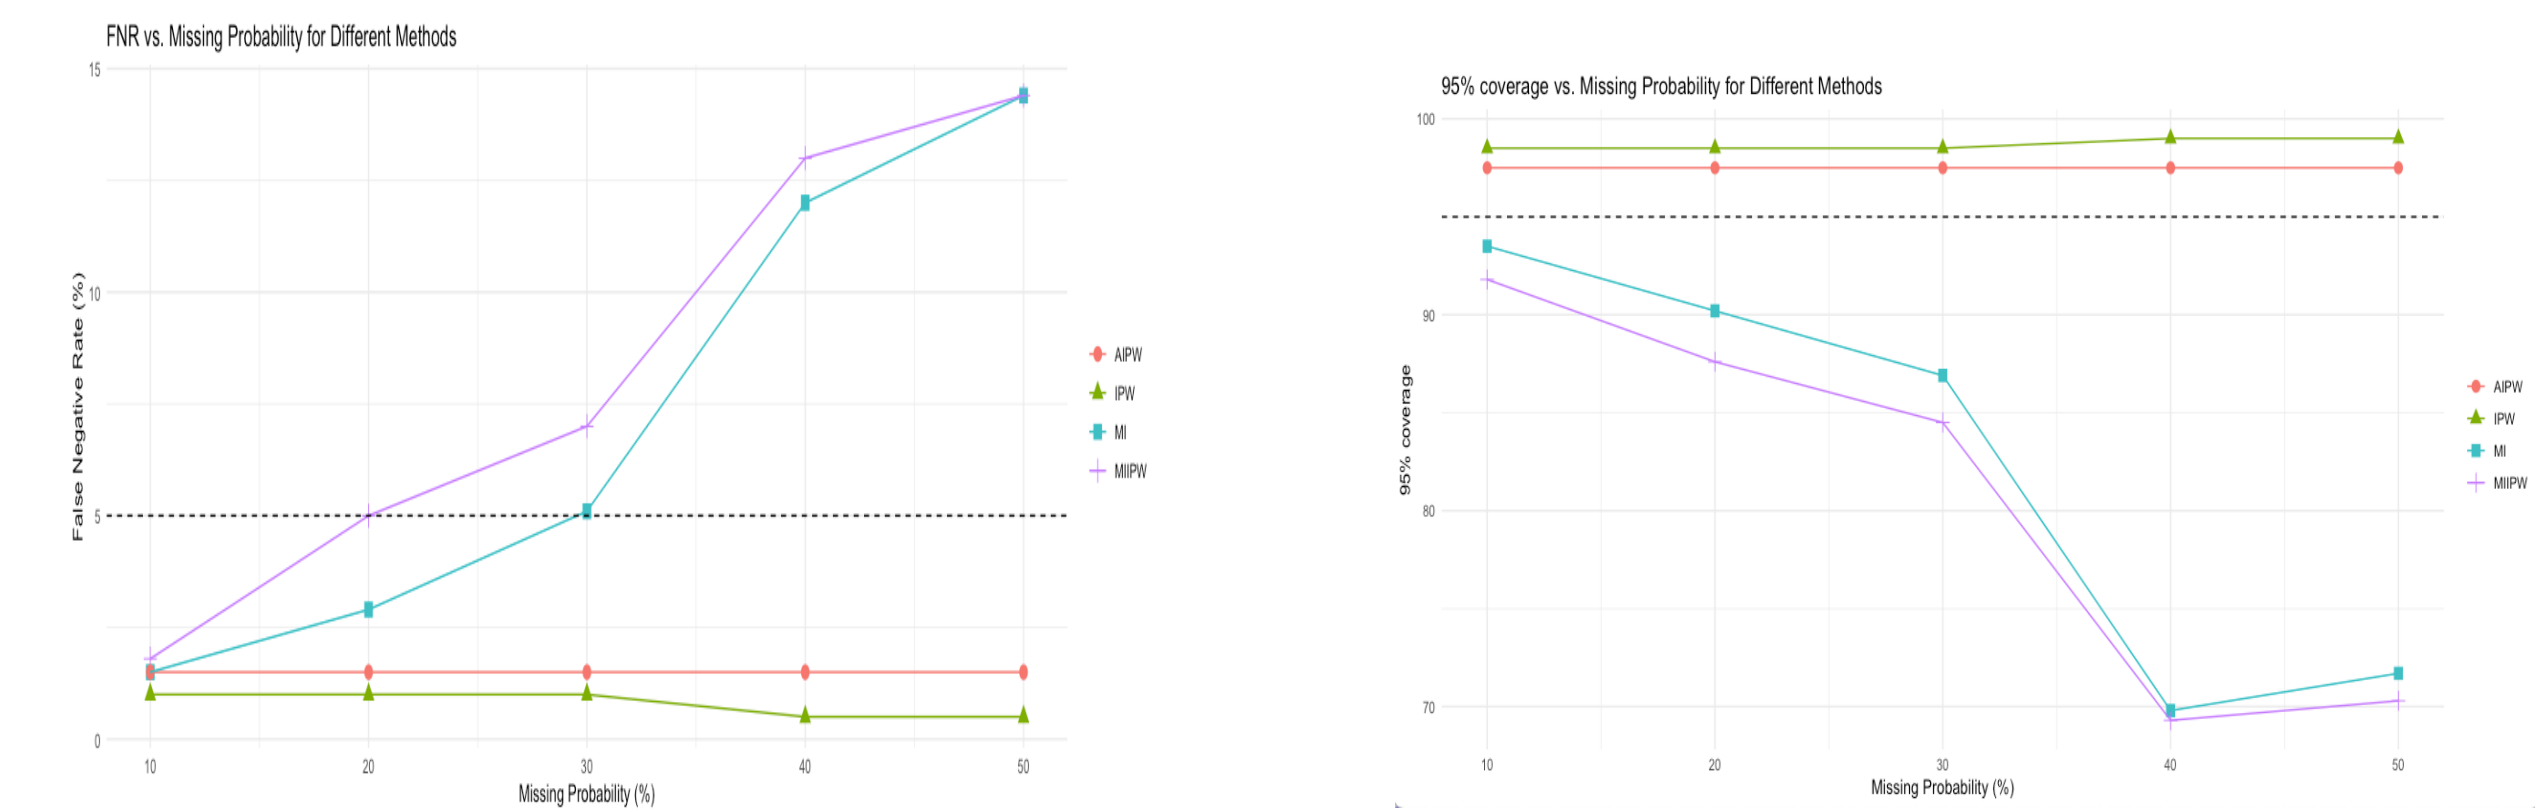 FNR vs. Missing Probability for Different Methods
15
10
5
0
False Negative Rate (%)
10 20 30 40 50
Missing Probability (%)
AIPW
IPW
MI
MIIPW
95% coverage vs. Missing Probability for Different Methods
100
90
80
70
95% coverage
10 20 30 40 50
Missing Probability (%)
AIPW
IPW
MI
MIIPW